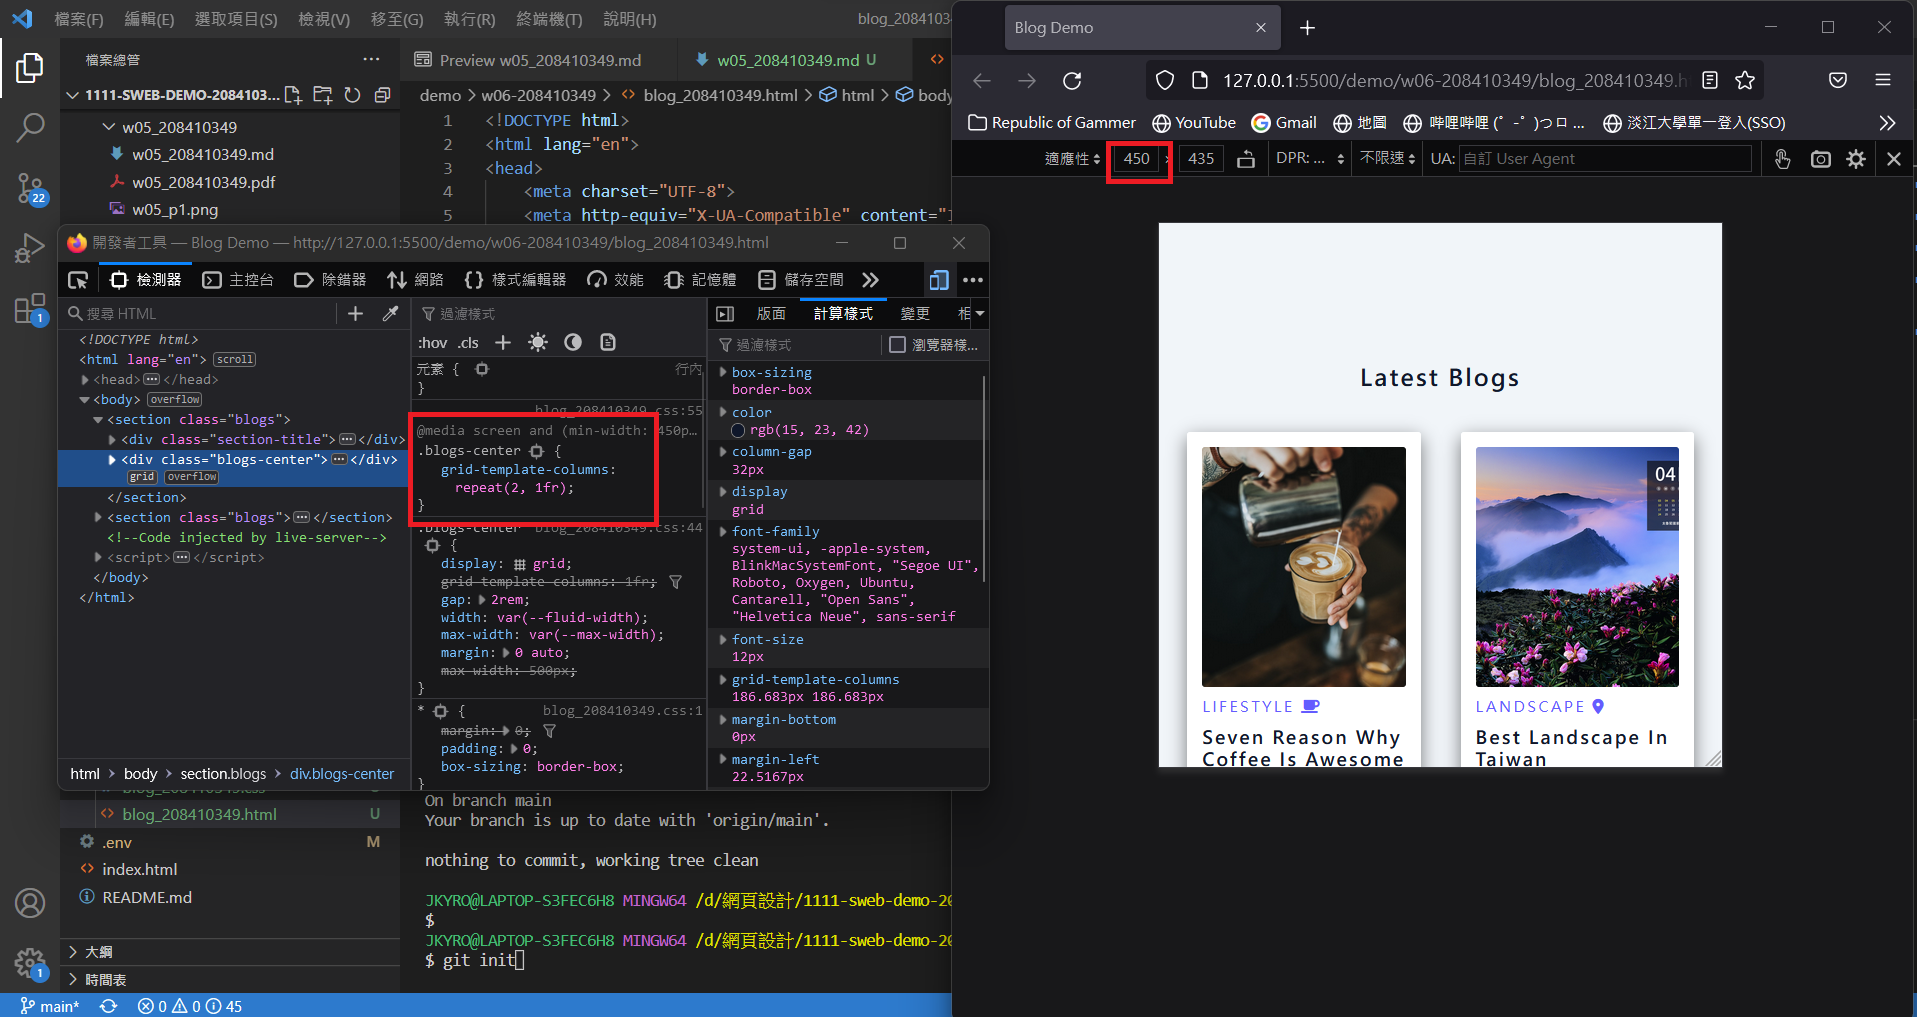 檔案(F) 編輯(E) 選取項目(S) 檢視(V) 移至(G) 執行(R) 終端機(T) 說明(H) blog_20841034
檔案總管 ···
1111-SWEB-DEMO-2084103...
w05_208410349
w05_208410349.md
w05_208410349.pdf
w05_p1.png
22
1
Preview w05_208410349.md
w05_208410349.md U
demo > w06-208410349 > blog_208410349.html > html > body
1 <!DOCTYPE html>
2 <html lang="en">
3 <head>
4 <meta charset="UTF-8">
5 <meta http-equiv="X-UA-Compatible" content="I
開發者工具 — Blog Demo — http://127.0.0.1:5500/demo/w06-208410349/blog_208410349.html
檢測器 主控台 除錯器 網路 樣式編輯器 效能 記憶體 儲存空間
搜尋 HTML
<!DOCTYPE html>
<html lang="en"> scroll
<head>···</head>
<body> overflow
<section class="blogs">
<div class="section-title">···</div>
<div class="blogs-center">···</div>
grid overflow
</section>
<section class="blogs">···</section>
<!--Code injected by live-server-->
<script>···</script>
</body>
</html>
html > body > section.blogs > div.blogs-center
過濾樣式
:hov .cls +
元素 { 行內
}
blog_208410349.css:55
@media screen and (min-width: 450p…
.blogs-center {
grid-template-columns:
repeat(2, 1fr);
}
.blogs-center blog_208410349.css:44
{
display: grid;
grid-template-columns: 1fr;
gap: 2rem;
width: var(--fluid-width);
max-width: var(--max-width);
margin: 0 auto;
max-width: 500px;
}
* { blog_208410349.css:1
margin: 0;
padding: 0;
box-sizing: border-box;
}
版面 計算樣式 變更 相
過濾樣式 瀏覽器樣…
box-sizing
border-box
color
rgb(15, 23, 42)
column-gap
32px
display
grid
font-family
system-ui, -apple-system,
BlinkMacSystemFont, "Segoe UI",
Roboto, Oxygen, Ubuntu,
Cantarell, "Open Sans",
"Helvetica Neue", sans-serif
font-size
12px
grid-template-columns
186.683px 186.683px
margin-bottom
0px
margin-left
22.5167px
blog_208410349.css U
blog_208410349.html U
.env M
index.html
README.md
大綱
時間表
1
main* 0 0 45
On branch main
Your branch is up to date with 'origin/main'.
nothing to commit, working tree clean
JKYRO@LAPTOP-S3FEC6H8 MINGW64 /d/網頁設計/1111-sweb-demo-20
$
JKYRO@LAPTOP-S3FEC6H8 MINGW64 /d/網頁設計/1111-sweb-demo-20
$ git init
Blog Demo
127.0.0.1:5500/demo/w06-208410349/blog_208410349.h
Republic of Gammer YouTube Gmail 地圖 嗶哩嗶哩 (゜-゜)つロ ... 淡江大學單一登入(SSO)
適應性 450 × 435 DPR: ... 不限速 UA: 自訂 User Agent
Latest Blogs
04
LIFESTYLE
Seven Reason Why
Coffee Is Awesome
LANDSCAPE
Best Landscape In
Taiwan